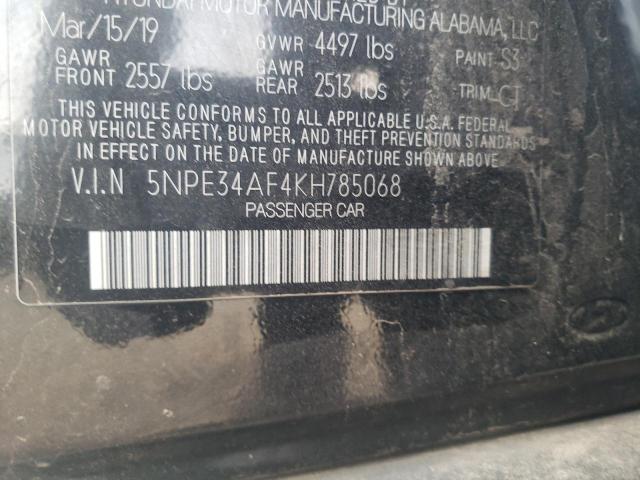 HYUNDAI MOTOR MANUFACTURING ALABAMA, LLC
Mar/15/19 GVWR 4497 lbs PAINT S3
GAWR FRONT 2557 lbs GAWR REAR 2513 lbs TRIM CT
THIS VEHICLE CONFORMS TO ALL APPLICABLE U.S.A. FEDERAL
MOTOR VEHICLE SAFETY, BUMPER, AND THEFT PREVENTION STANDARDS
IN EFFECT ON THE DATE OF MANUFACTURE SHOWN ABOVE
V.I.N 5NPE34AF4KH785068
PASSENGER CAR